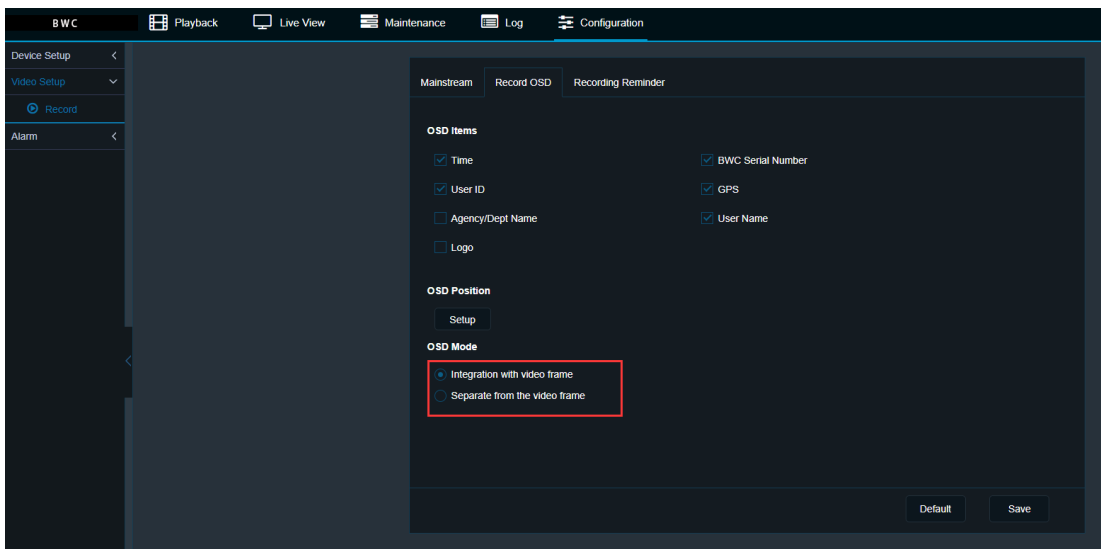 BWC Playback Live View Maintenance Log Configuration
Device Setup
Video Setup
Record
Alarm
Mainstream Record OSD Recording Reminder
OSD Items
Time BWC Serial Number
User ID GPS
Agency/Dept Name User Name
Logo
OSD Position
Setup
OSD Mode
Integration with video frame
Separate from the video frame
Default Save